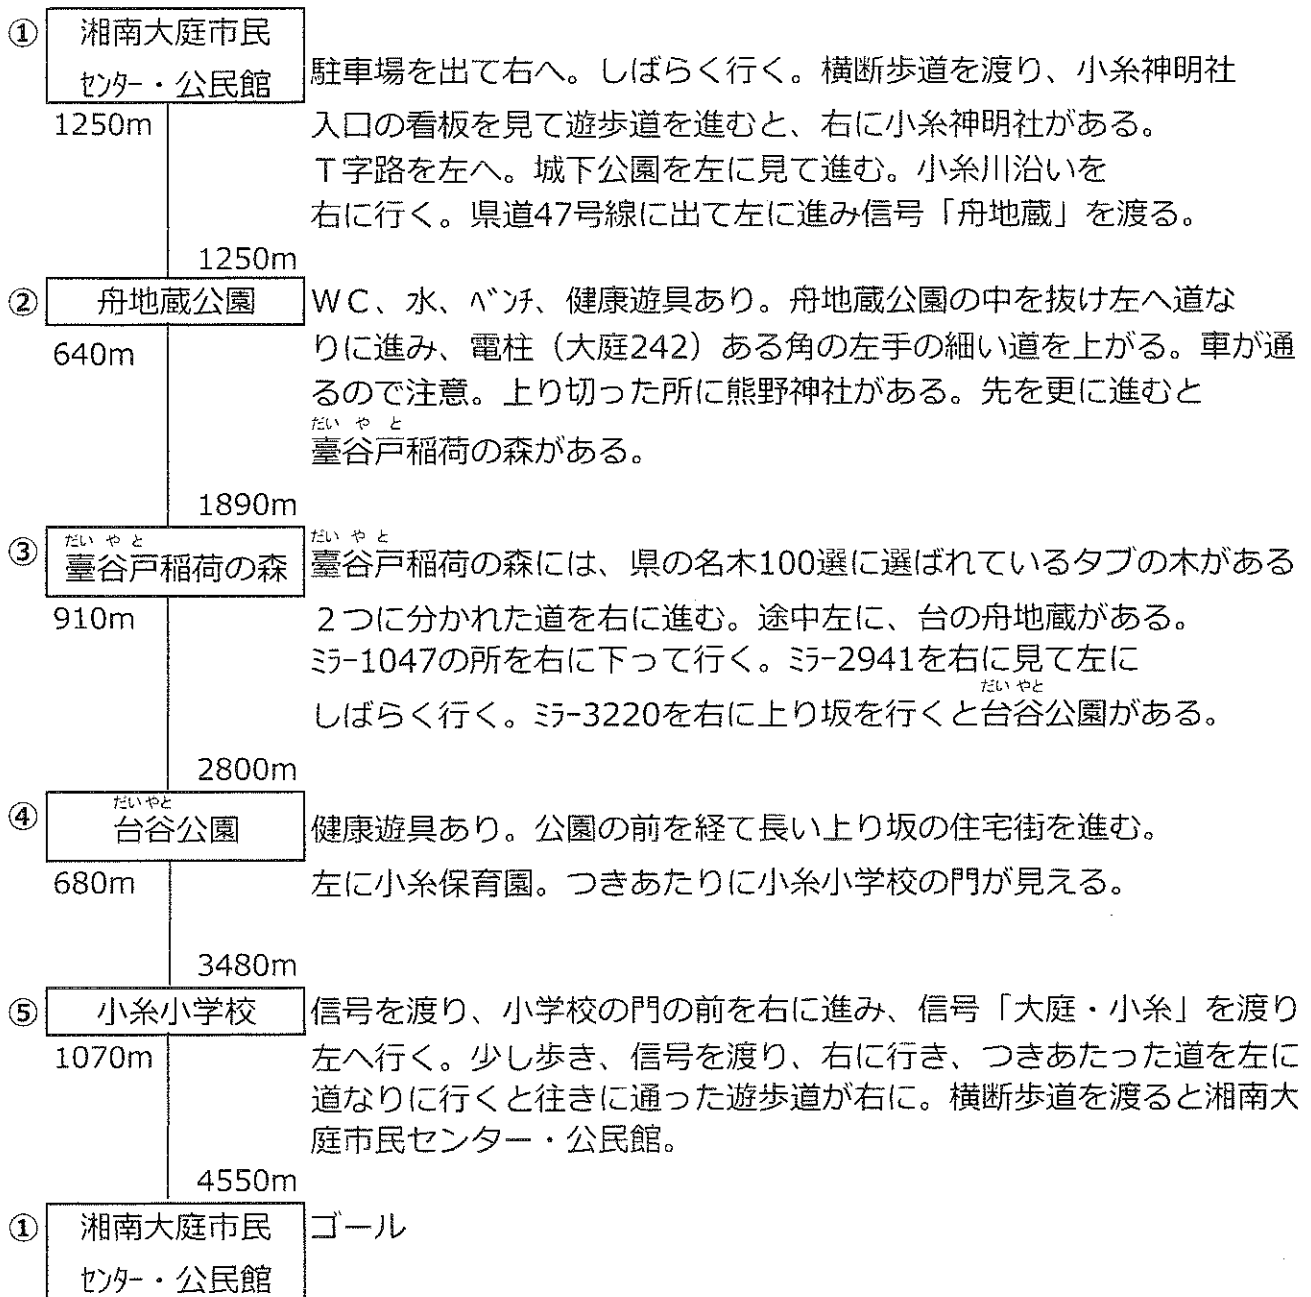 ① 湘南大庭市民
センター・公民館
駐車場を出て右へ。しばらく行く。横断歩道を渡り、小糸神明社
1250m
入口の看板を見て遊歩道を進むと、右に小糸神明社がある。
T字路を左へ。城下公園を左に見て進む。小糸川沿いを
右に行く。県道47号線に出て左に進み信号「舟地蔵」を渡る。
1250m
② 舟地蔵公園
WC、水、ベンチ、健康遊具あり。舟地蔵公園の中を抜け左へ道な
640m
りに進み、電柱（大庭242）ある角の左手の細い道を上がる。車が通
るので注意。上り切った所に熊野神社がある。先を更に進むと
だい や と
臺谷戸稲荷の森がある。
1890m
だい や と
③ 臺谷戸稲荷の森
だい や と
臺谷戸稲荷の森には、県の名木100選に選ばれているタブの木がある
910m
2つに分かれた道を右に進む。途中左に、台の舟地蔵がある。
ミラー1047の所を右に下って行く。ミラー2941を右に見て左に
だい やと
しばらく行く。ミラー3220を右に上り坂を行くと台谷公園がある。
2800m
だい やと
④ 台谷公園
健康遊具あり。公園の前を経て長い上り坂の住宅街を進む。
680m
左に小糸保育園。つきあたりに小糸小学校の門が見える。
3480m
⑤ 小糸小学校
信号を渡り、小学校の門の前を右に進み、信号「大庭・小糸」を渡り
1070m
左へ行く。少し歩き、信号を渡り、右に行き、つきあたった道を左に
道なりに行くと往きに通った遊歩道が右に。横断歩道を渡ると湘南大
庭市民センター・公民館。
4550m
① 湘南大庭市民
センター・公民館
ゴール